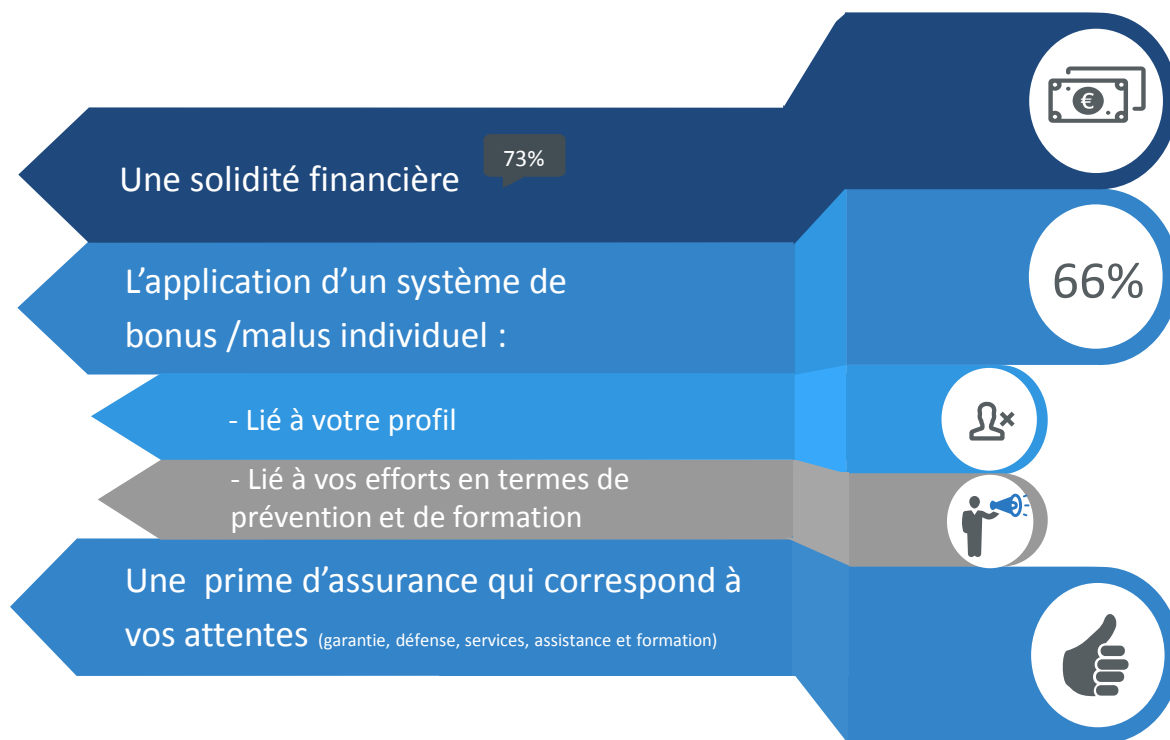 Une solidité financière
73%
L’application d’un système de
bonus /malus individuel :
66%
- Lié à votre profil
- Lié à vos efforts en termes de
prévention et de formation
Une prime d’assurance qui correspond à
vos attentes (garantie, défense, services, assistance et formation)
€